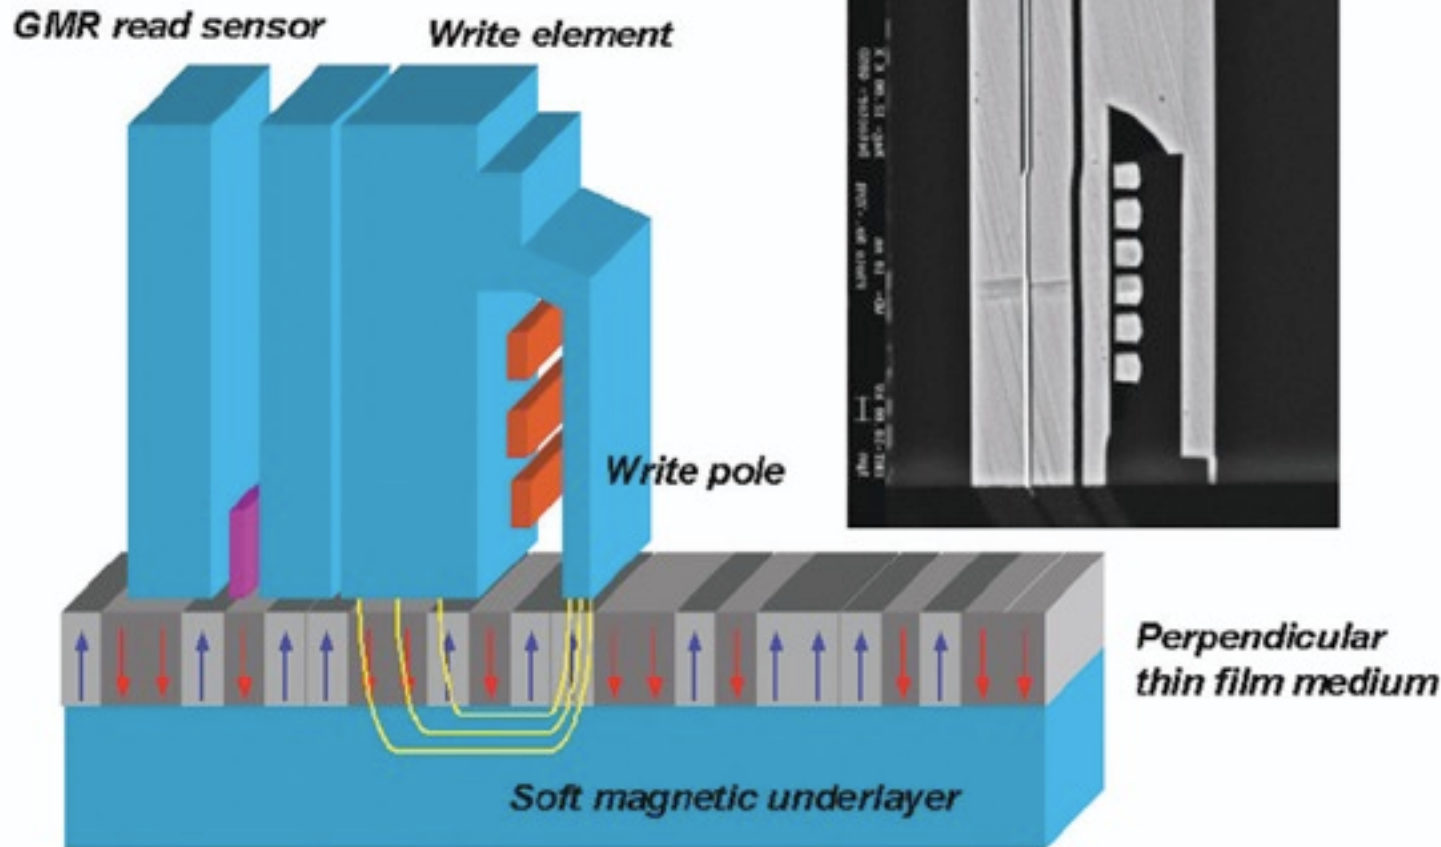 GMR read sensor
Write element
Write pole
Perpendicular
thin film medium
Soft magnetic underlayer